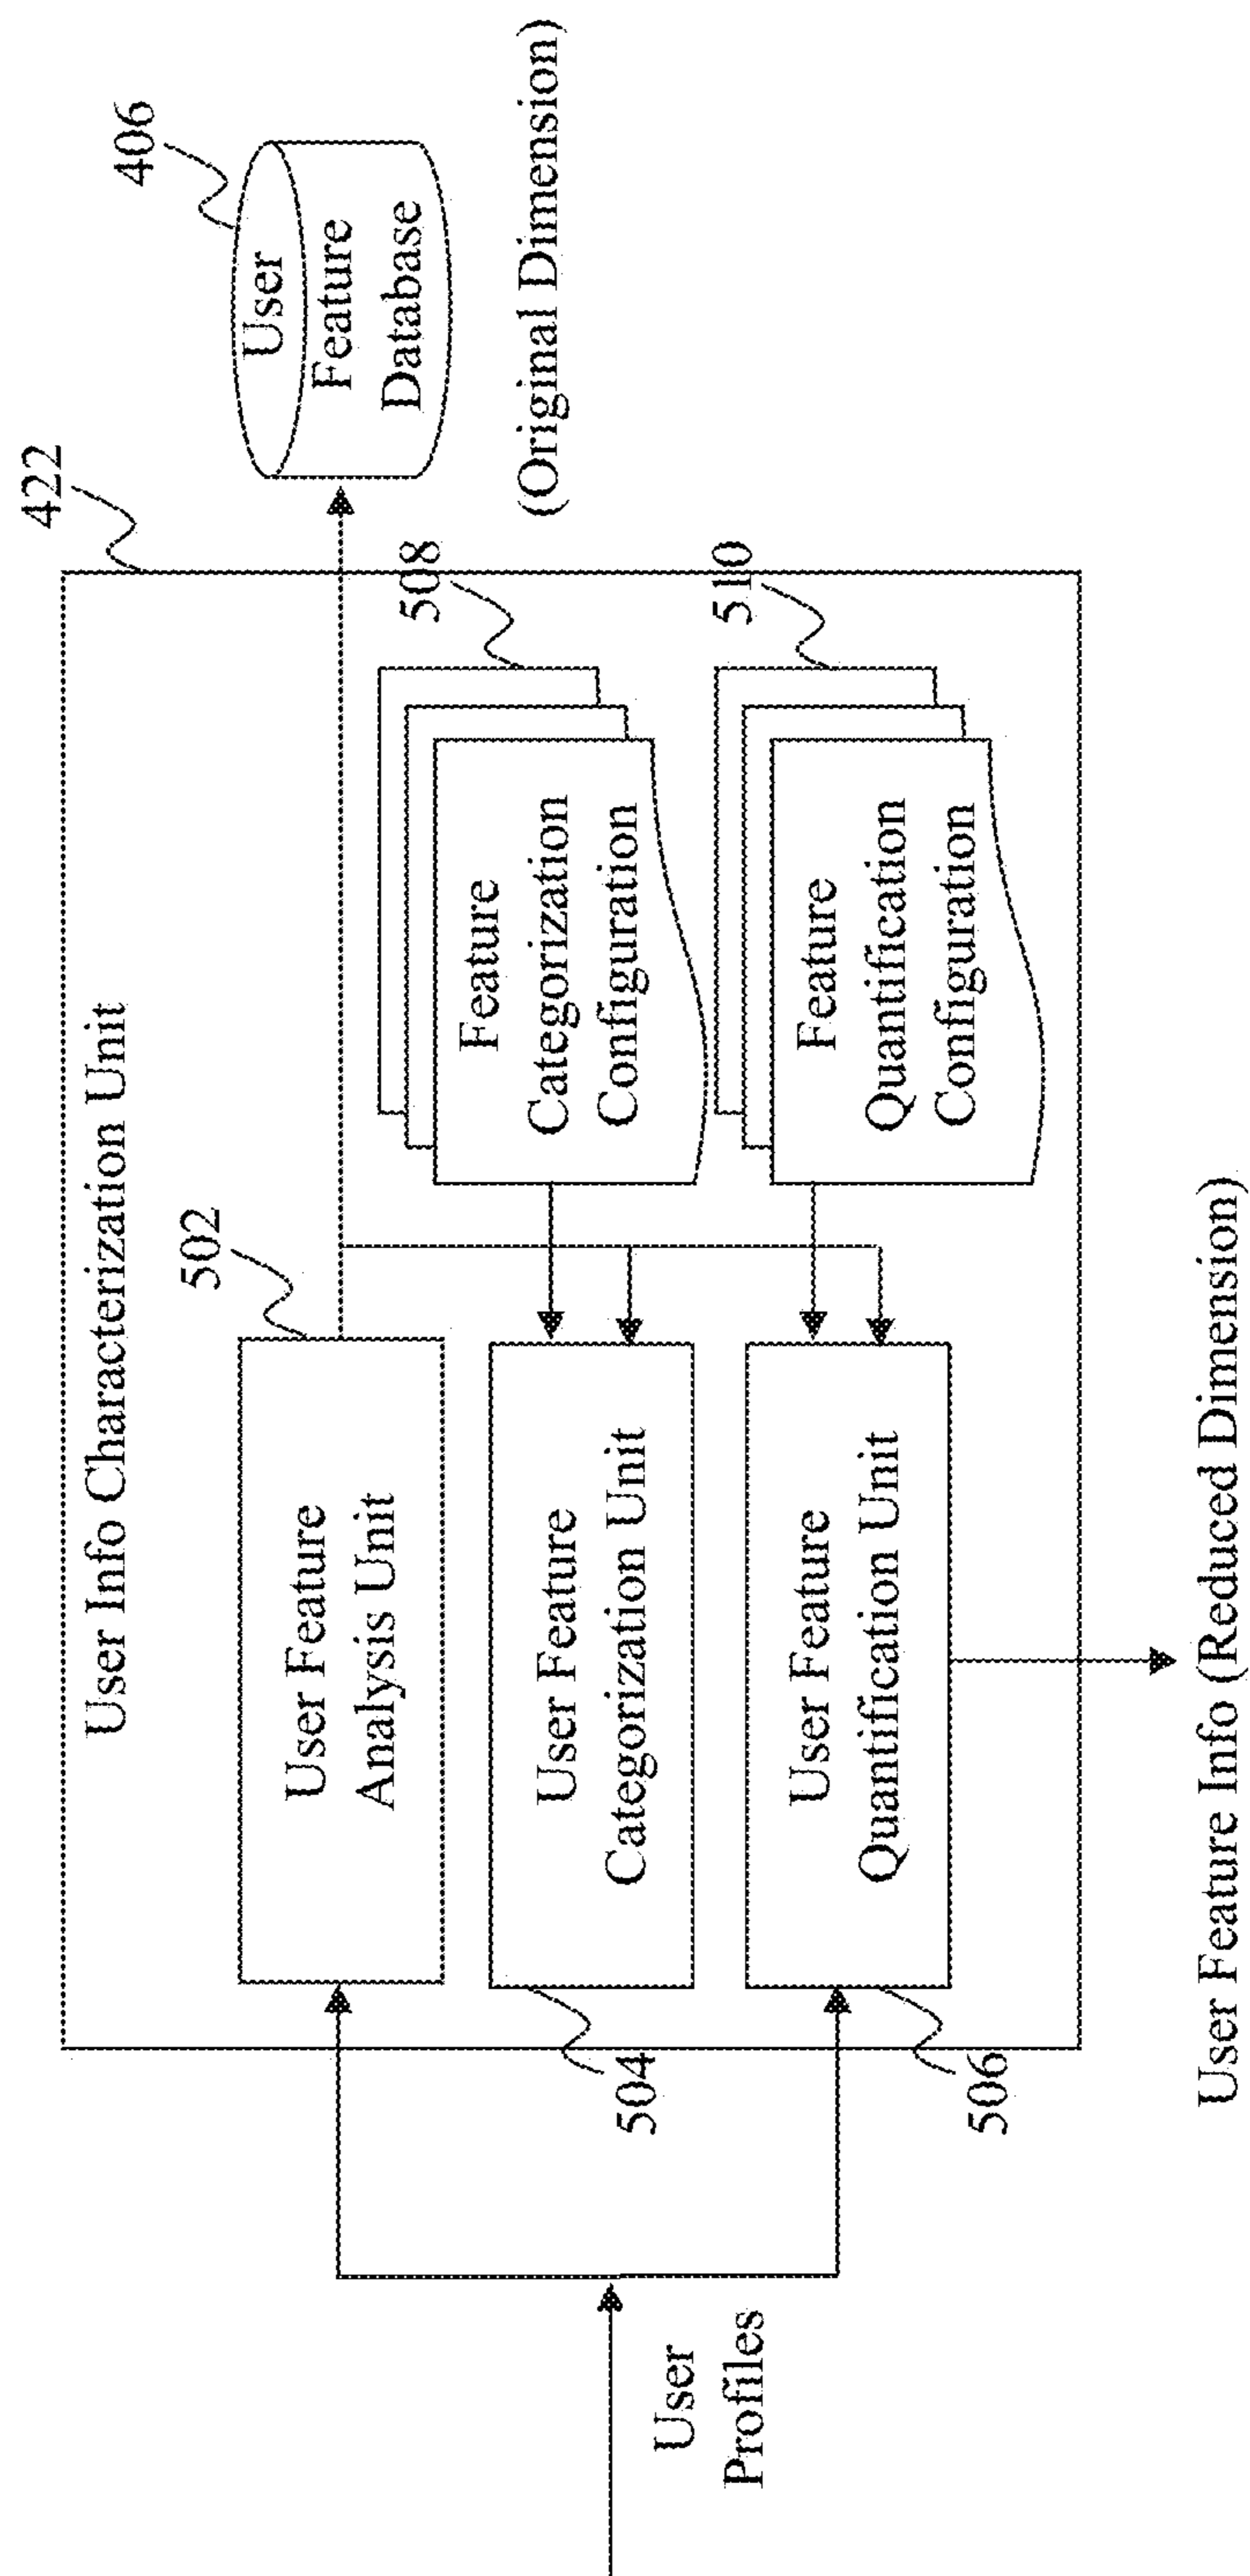 User Info Characterization Unit
422
406
User
Feature
Database
(Original Dimension)
502
User Feature
Analysis Unit
508
Feature
Categorization
Configuration
User Feature
Categorization Unit
504
510
Feature
Quantification
Configuration
User Feature
Quantification Unit
506
User
Profiles
User Feature Info (Reduced Dimension)